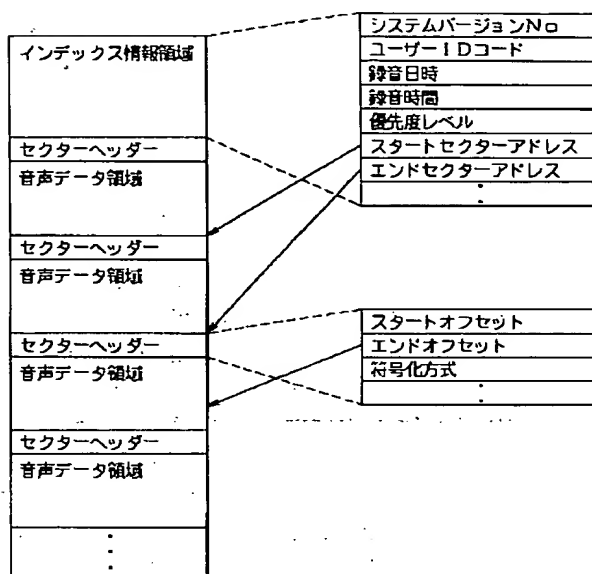 インデックス情報領域
セクターヘッダー
音声データ領域
セクターヘッダー
音声データ領域
セクターヘッダー
音声データ領域
セクターヘッダー
音声データ領域
システムバージョンNo
ユーザーIDコード
録音日時
録音時間
優先度レベル
スタートセクターアドレス
エンドセクターアドレス
スタートオフセット
エンドオフセット
符号化方式